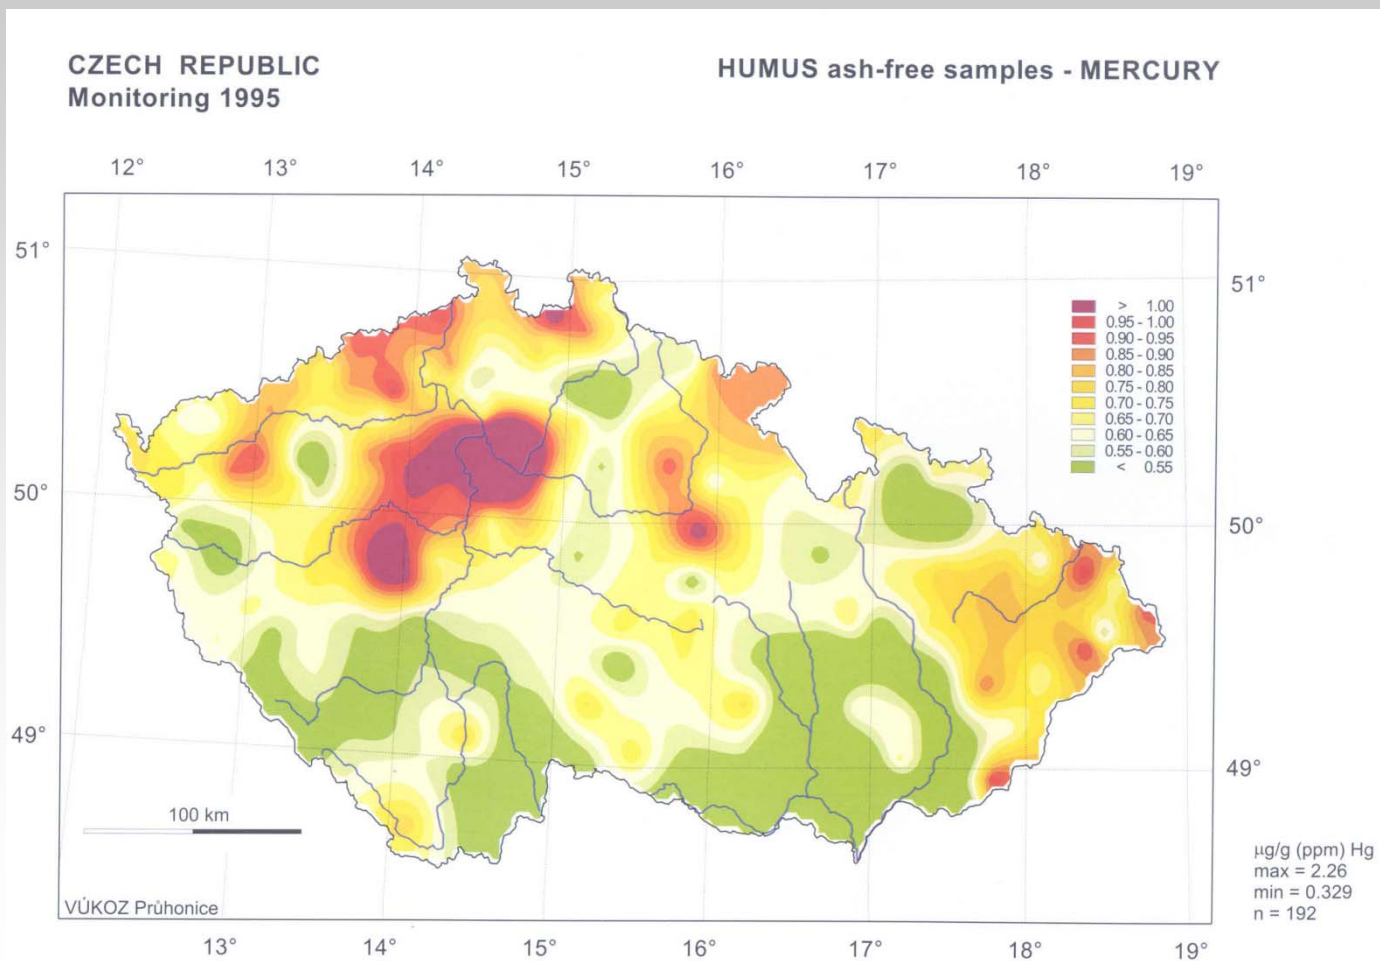 CZECH REPUBLIC
Monitoring 1995
HUMUS ash-free samples - MERCURY
12° 13° 14° 15° 16° 17° 18° 19°
51°
51°
> 1.00
0.95 - 1.00
0.90 - 0.95
0.85 - 0.90
0.80 - 0.85
0.75 - 0.80
0.70 - 0.75
0.65 - 0.70
0.60 - 0.65
0.55 - 0.60
< 0.55
50°
50°
49°
49°
100 km
µg/g (ppm) Hg
max = 2.26
min = 0.329
n = 192
VÚKOZ Průhonice
13° 14° 15° 16° 17° 18° 19°